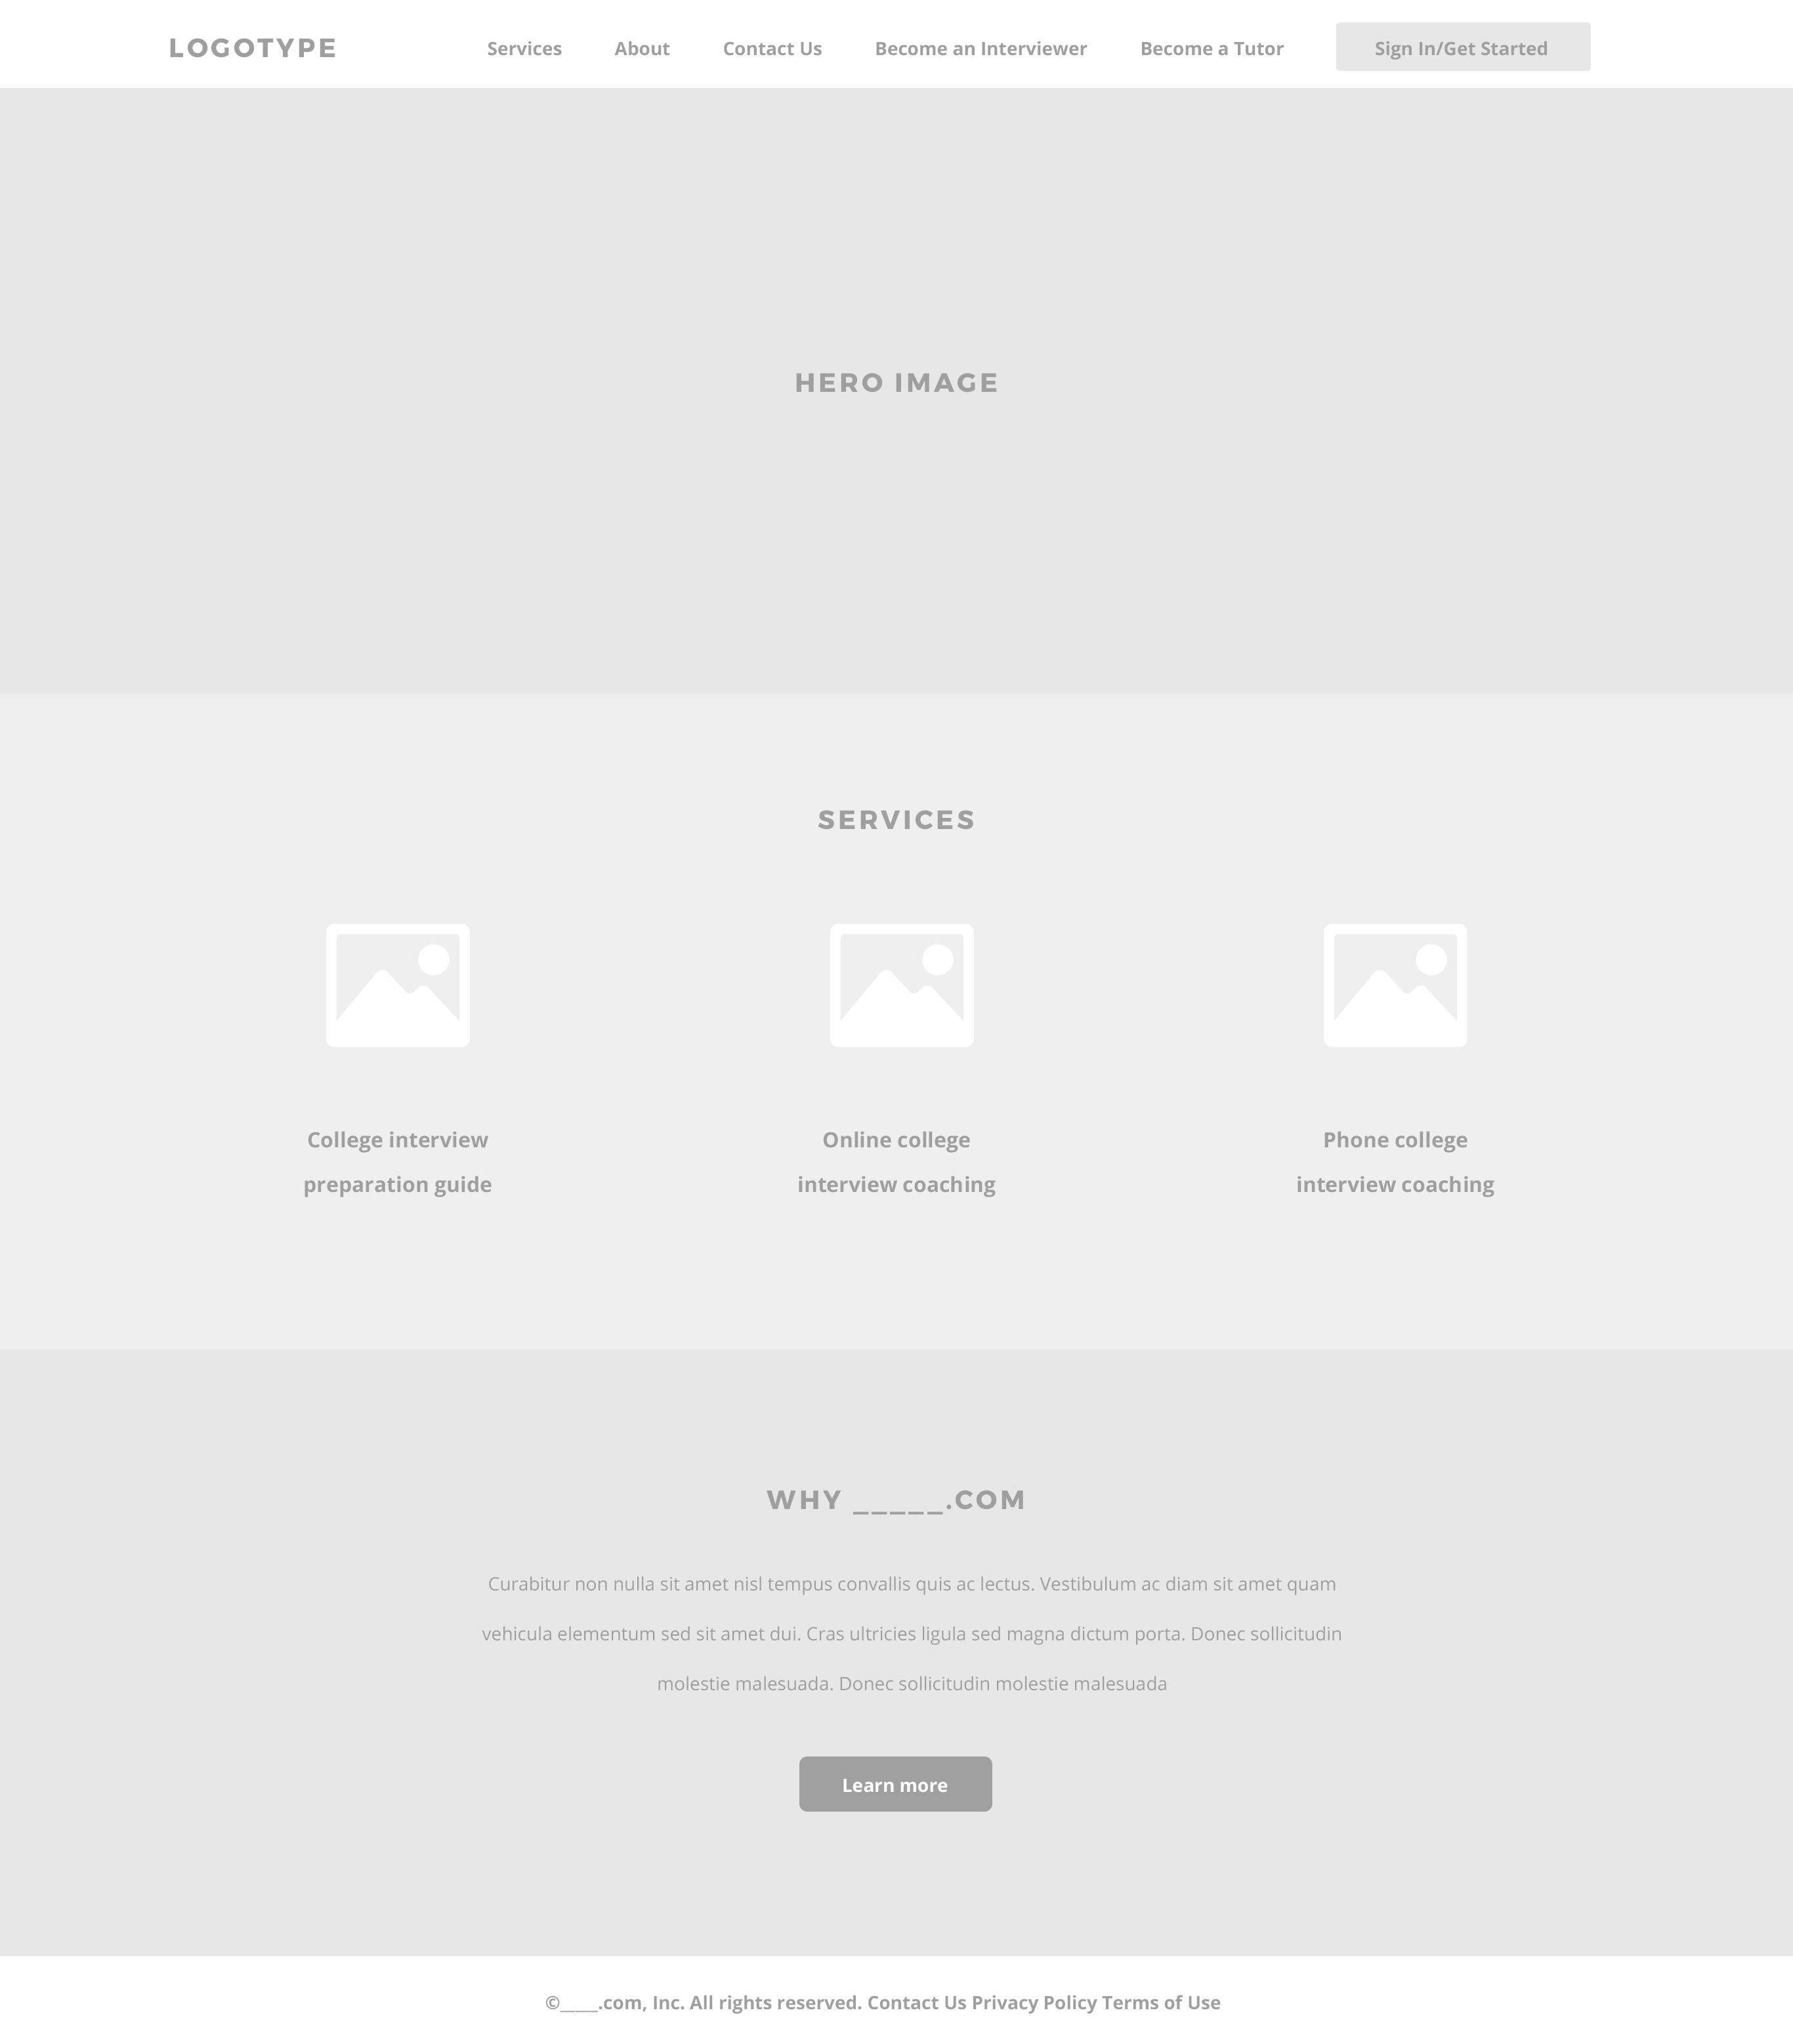 LOGOTYPE
Services About Contact Us Become an Interviewer Become a Tutor Sign In/Get Started
HERO IMAGE
SERVICES
College interview
preparation guide
Online college
interview coaching
Phone college
interview coaching
WHY _____.COM
Curabitur non nulla sit amet nisl tempus convallis quis ac lectus. Vestibulum ac diam sit amet quam
vehicula elementum sed sit amet dui. Cras ultricies ligula sed magna dictum porta. Donec sollicitudin
molestie malesuada. Donec sollicitudin molestie malesuada
Learn more
©_____.com, Inc. All rights reserved. Contact Us Privacy Policy Terms of Use